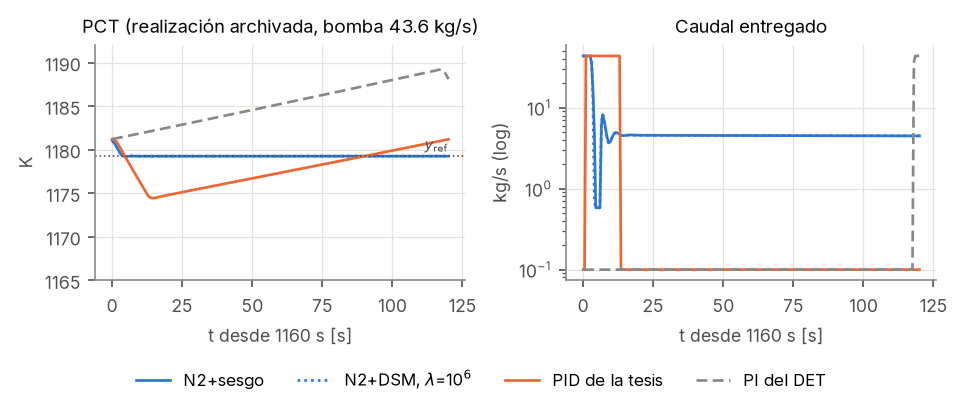 PCT (realización archivada, bomba 43.6 kg/s)
Caudal entregado
1190
1185
1180
1175
1170
1165
K
y_ref
0
25
50
75
100
125
t desde 1160 s [s]
10¹
10⁰
10⁻¹
kg/s (log)
0
25
50
75
100
125
t desde 1160 s [s]
N2+sesgo
N2+DSM, λ=10⁶
PID de la tesis
PI del DET